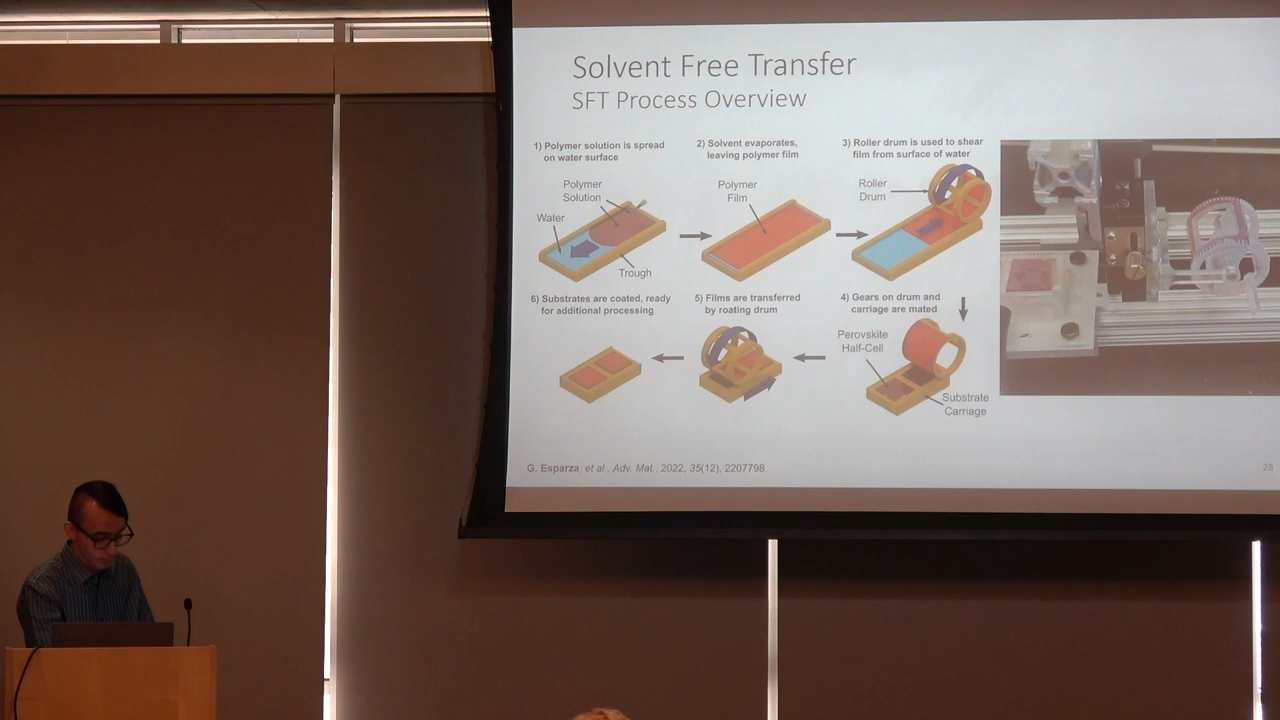 Solvent Free Transfer
SFT Process Overview
1) Polymer solution is spread
on water surface
Polymer
Solution
Water
Trough
2) Solvent evaporates,
leaving polymer film
Polymer
Film
3) Roller drum is used to shear
film from surface of water
Roller
Drum
6) Substrates are coated, ready
for additional processing
5) Films are transferred
by roating drum
4) Gears on drum and
carriage are mated
Perovskite
Half-Cell
Substrate
Carriage
G. Esparza, et al., Adv. Mat., 2022, 35(12), 2207798.
28